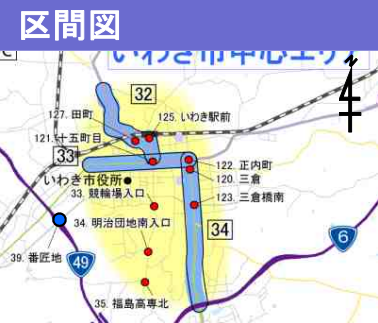 区間図
いわき市中心エリア
32
127. 田町
125. いわき駅前
121. 十五町目
33
122. 正内町
いわき市役所
120. 三倉
33. 競輪場入口
123. 三倉橋南
34. 明治団地南入口
34
6
39. 番匠地
49
35. 福島高専北